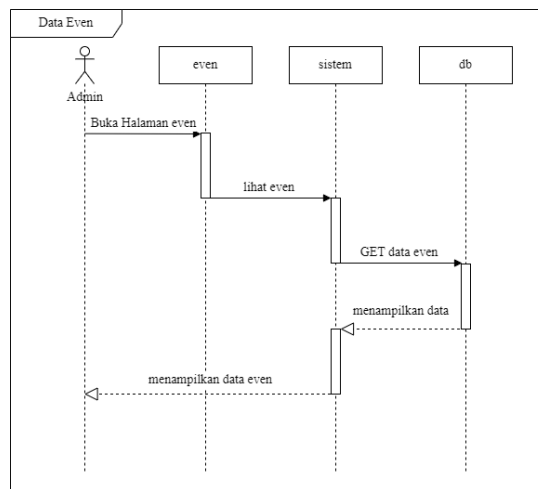 Data Even
even
sistem
db
Admin
Buka Halaman even
lihat even
GET data even
menampilkan data
menampilkan data even